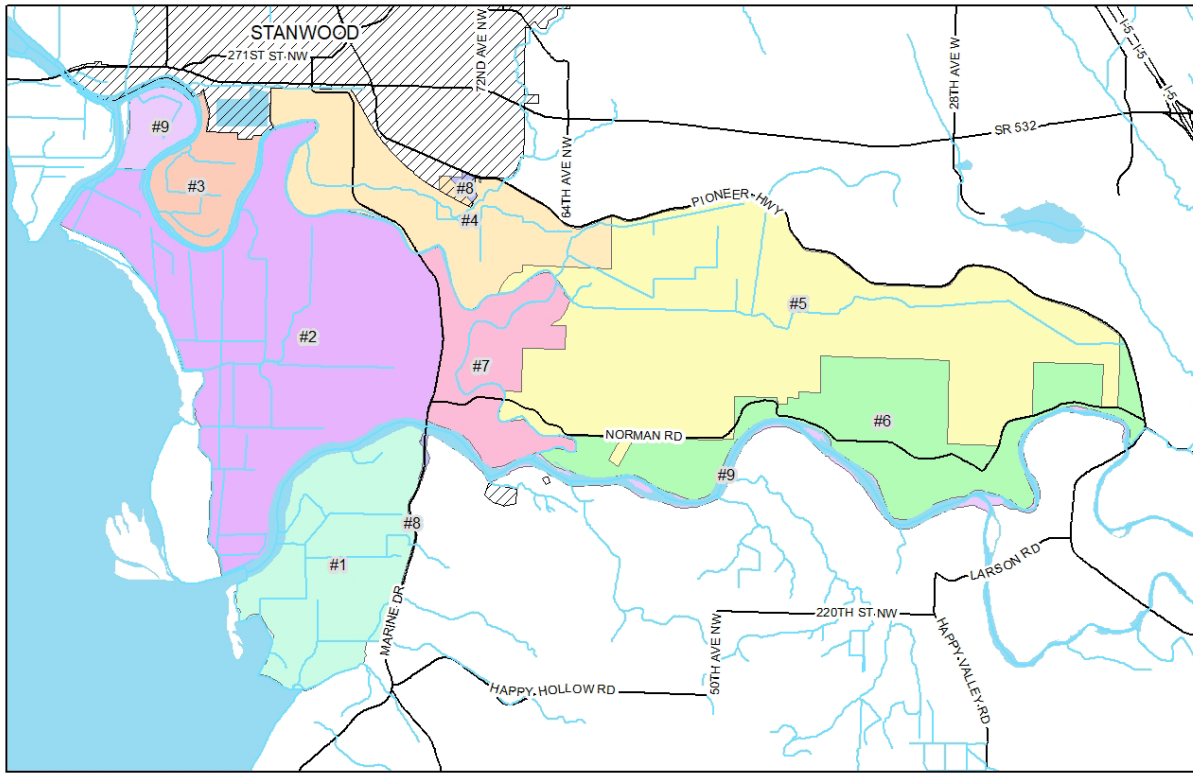 STANWOOD
271ST ST NW
72ND AVE NW
64TH AVE NW
28TH AVE W
I-5
I-5
I-5
I-5
SR 532
#9
#3
#8
#4
PIONEER HWY
#5
#2
#7
#6
NORMAN RD
#9
#8
#1
MARINE DR
LARSON RD
220TH ST NW
50TH AVE NW
HAPPY VALLEY RD
HAPPY HOLLOW RD